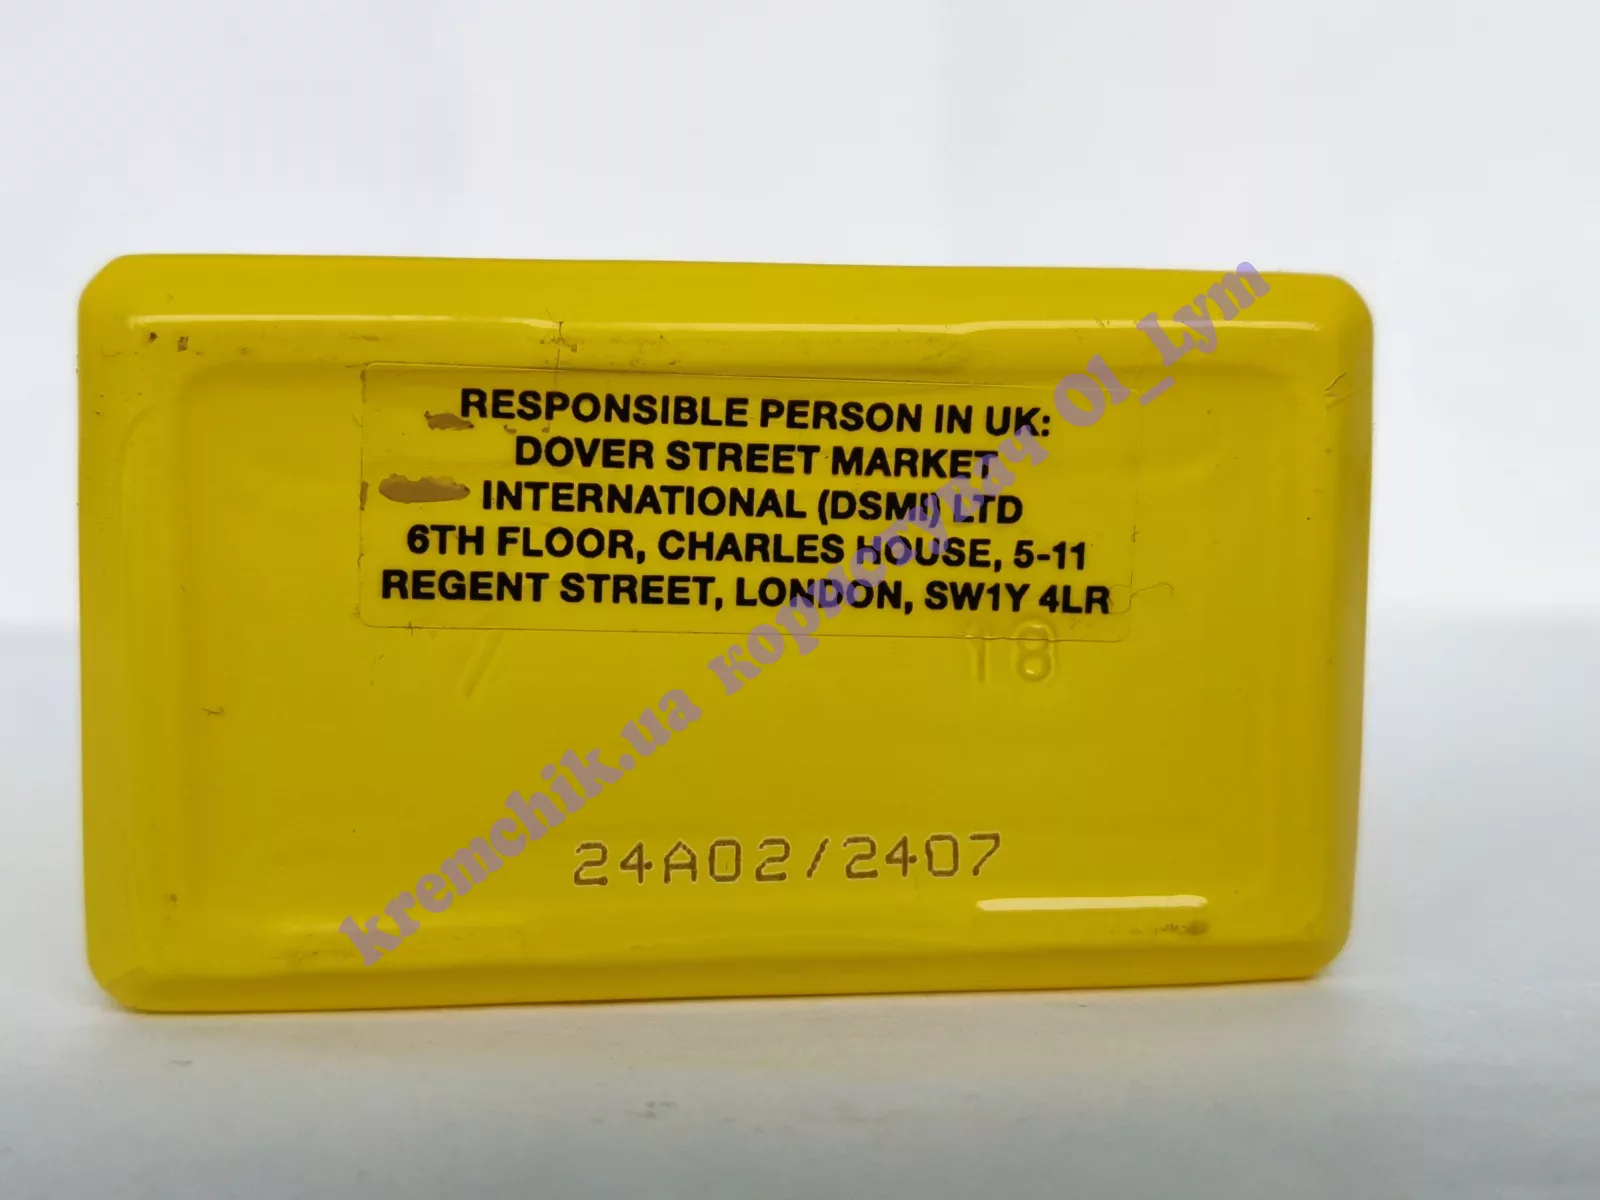 RESPONSIBLE PERSON IN UK:
DOVER STREET MARKET
INTERNATIONAL (DSMI) LTD
6TH FLOOR, CHARLES HOUSE, 5-11
REGENT STREET, LONDON, SW1Y 4LR
18
24A02/2407
kremchik.ua користувач Ol_Lym